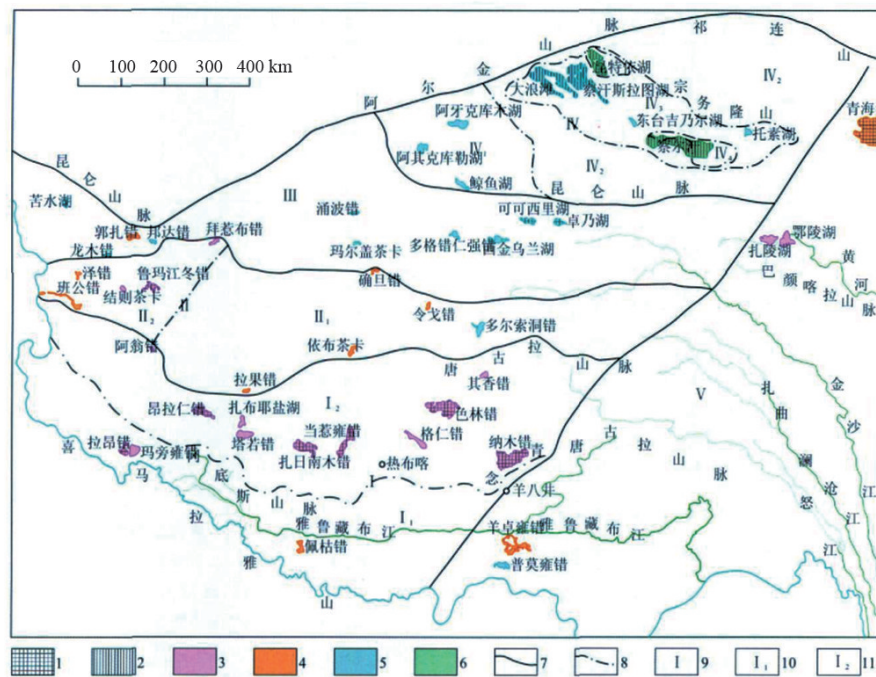 0 100 200 300 400 km
阿 尔 金 山 脉 祁 连 山
昆 仑 山 脉
苦水湖
郭扎错
邦达错
拜惹布错
龙木错
泽错
班公错
鲁玛江冬错
结则茶卡
阿翁错
Ⅱ
Ⅱ₂
Ⅱ₁
Ⅲ
涌波错
玛尔盖茶卡
确旦错
阿牙克库木湖
阿其克库勒湖
鲸鱼湖
大浪滩
察汗斯拉图湖
东台吉乃尔湖
托素湖
宗 务 隆 山
Ⅳ₂
Ⅳ₃
Ⅳ
Ⅳ₂
Ⅳ
Ⅳ
昆 仑 山 脉
青海
可可西里湖
卓乃湖
多格错仁强错
西金乌兰湖
鄂陵湖
扎陵湖
黄 河
巴 颜 喀 拉 山 脉
令戈错
多尔索洞错
依布茶卡
拉果错
唐 古 拉 山 脉
其香错
色林错
昂拉仁错
扎布耶盐湖
Ⅰ₂
塔若错
当惹雍错
扎日南木错
格仁错
纳木错
拉昂错
玛旁雍错
热布喀
羊八井
Ⅰ
底 斯 山 脉
念 青 唐 古 拉 山 脉
Ⅴ
扎 曲
金 沙 江
澜 沧 江
怒 江
雅 鲁 藏 布 江
Ⅰ₁
羊卓雍错
雅 鲁 藏 布 江
佩枯错
普莫雍错
喜 马 拉 雅 山
1 2 3 4 5 6 7 8 Ⅰ 9 Ⅰ₁ 10 Ⅰ₂ 11